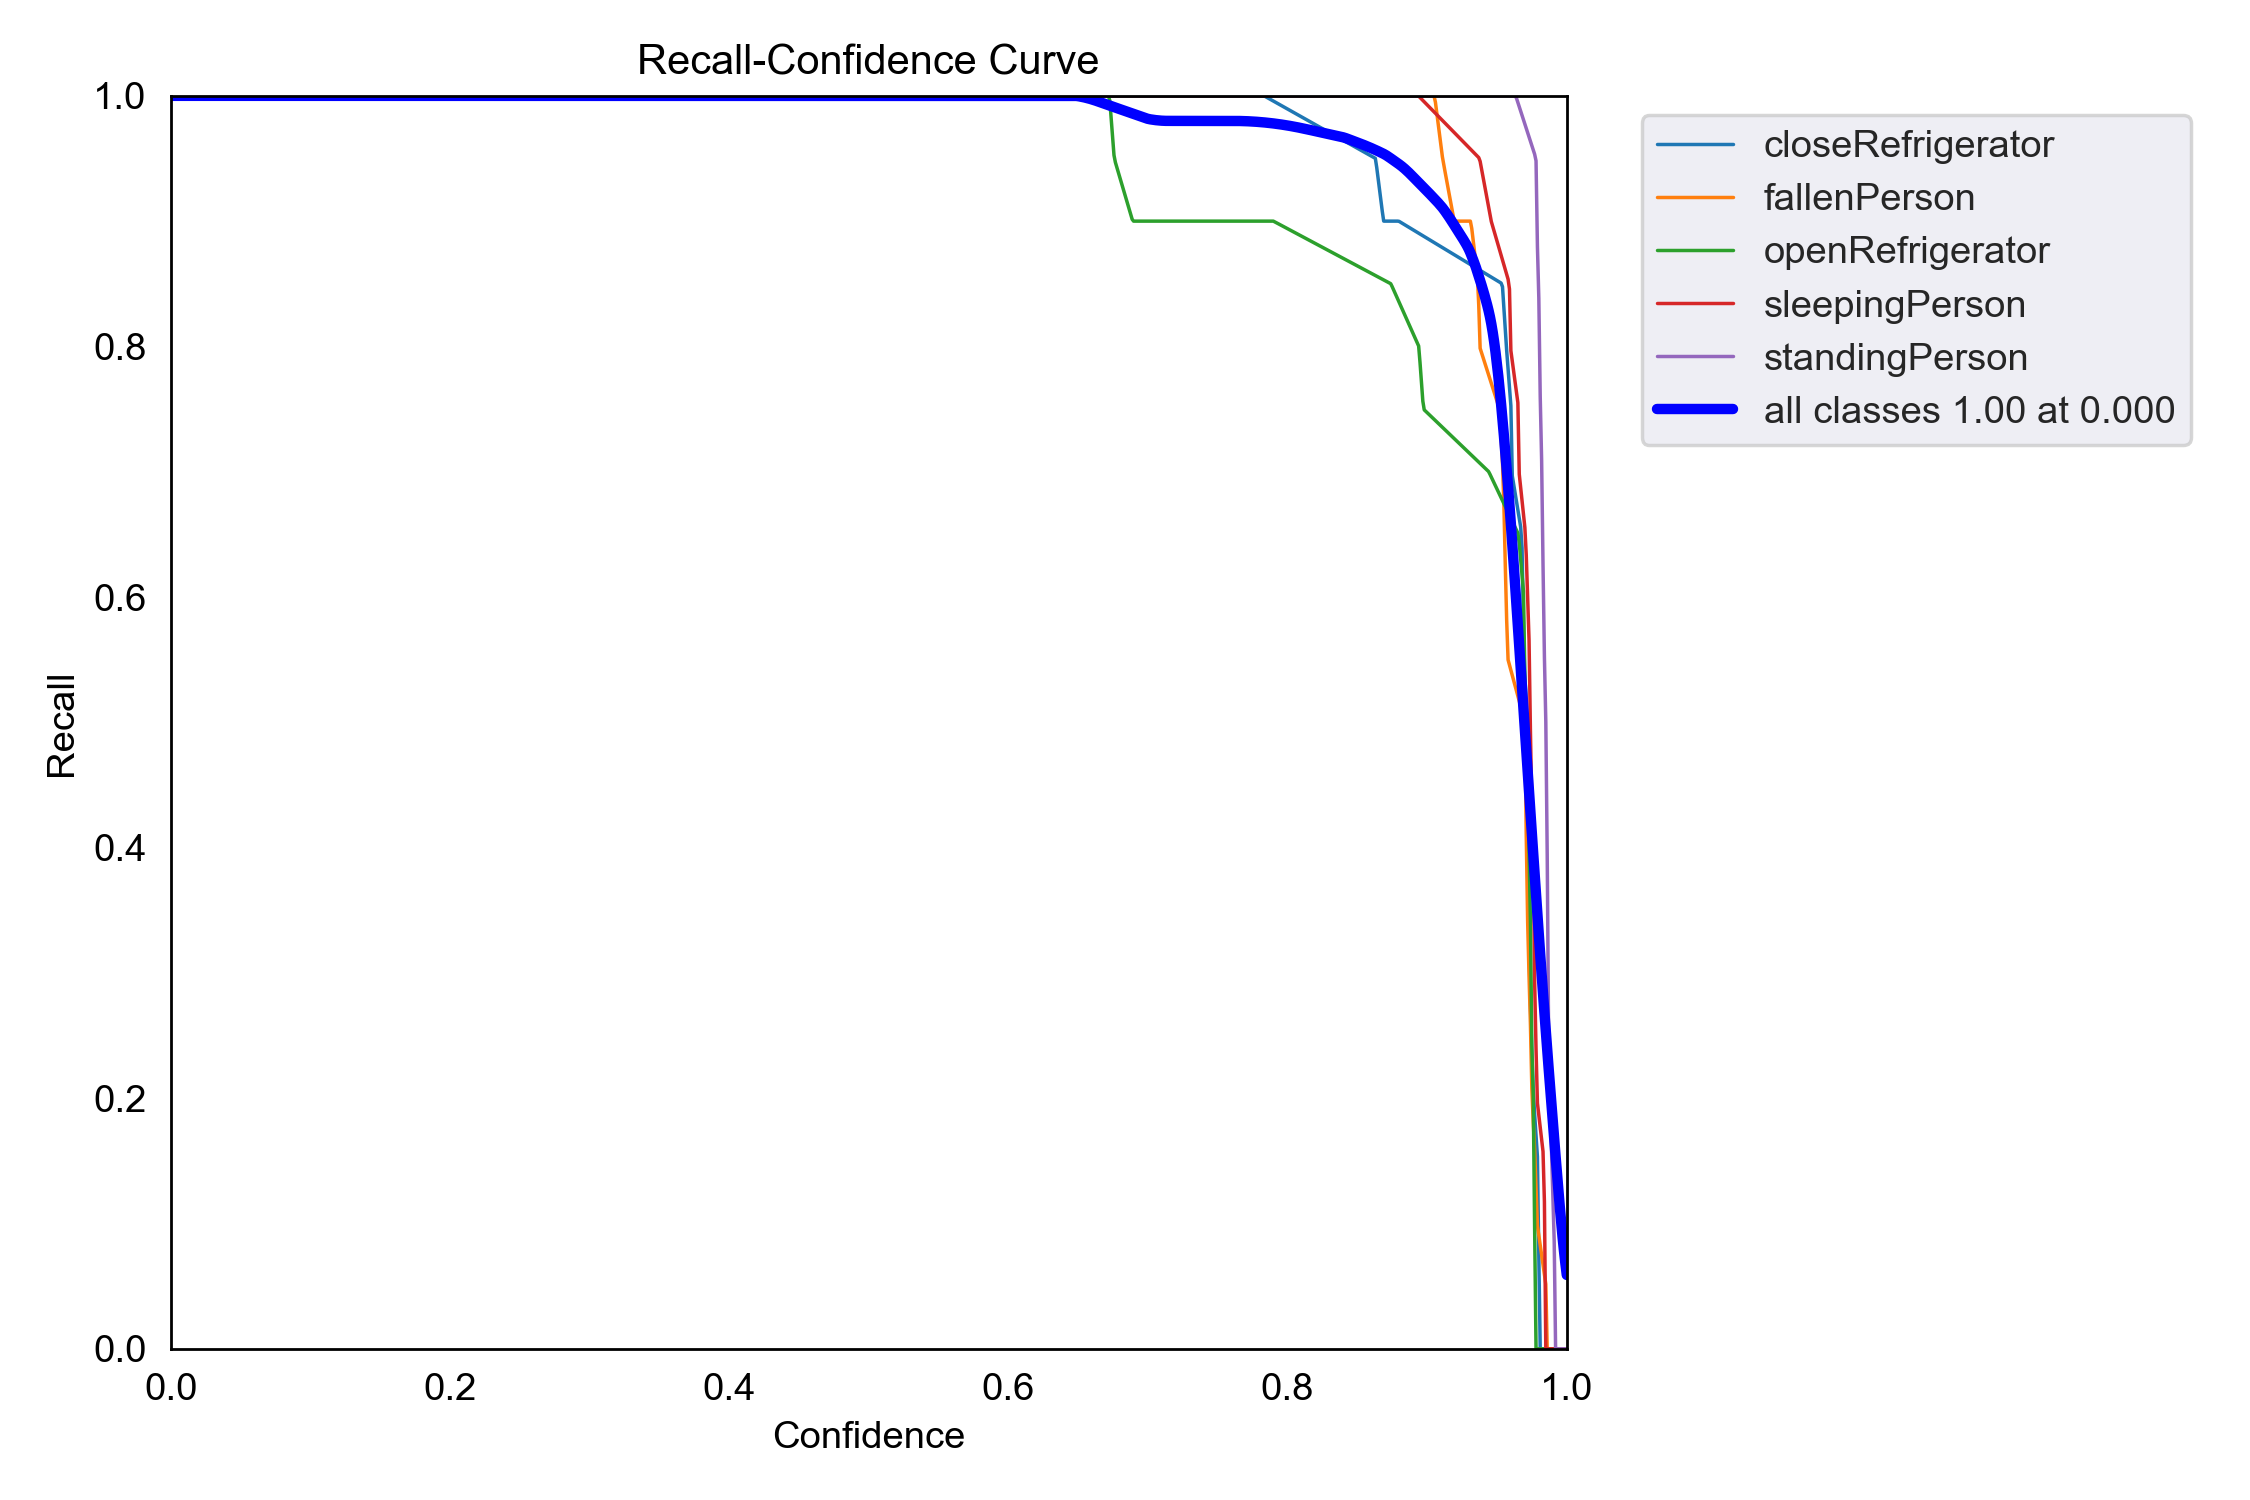 Recall-Confidence Curve
1.0
0.8
0.6
0.4
0.2
0.0
Recall
0.0 0.2 0.4 0.6 0.8 1.0
Confidence
closeRefrigerator
fallenPerson
openRefrigerator
sleepingPerson
standingPerson
all classes 1.00 at 0.000